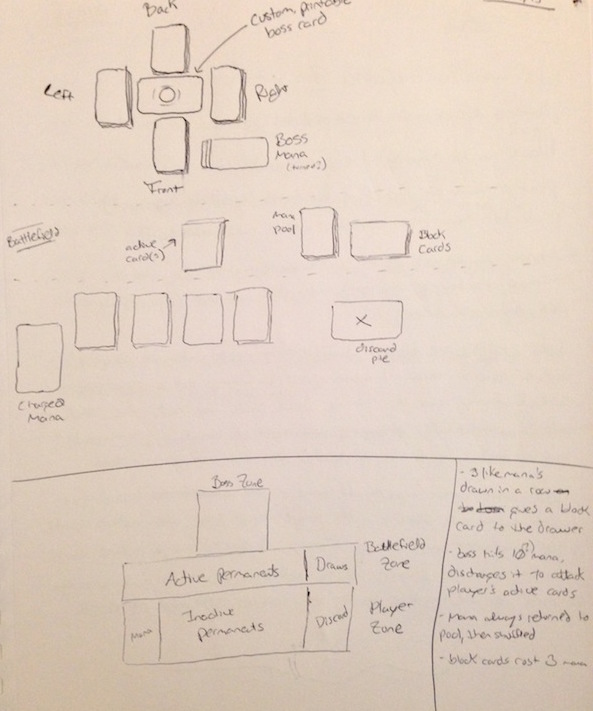 Back
Custom, printable
boss card
Left
Right
Boss
Mana
Front
Battlefield
active
card(s)
Mana
pool
Block
Cards
X
discard
pile
Charged
Mana
Boss Zone
Battlefield
Zone
Active permanents
Draws
Player
Zone
Mana
Inactive
permanents
Discard
- 3 like mana's
drawn in a row
gives a block
card to the drawer
- boss hits 10 mana,
discharges it to attack
player's active cards
- Mana always returned to
pool, then shuffled
- block cards cost 3 mana